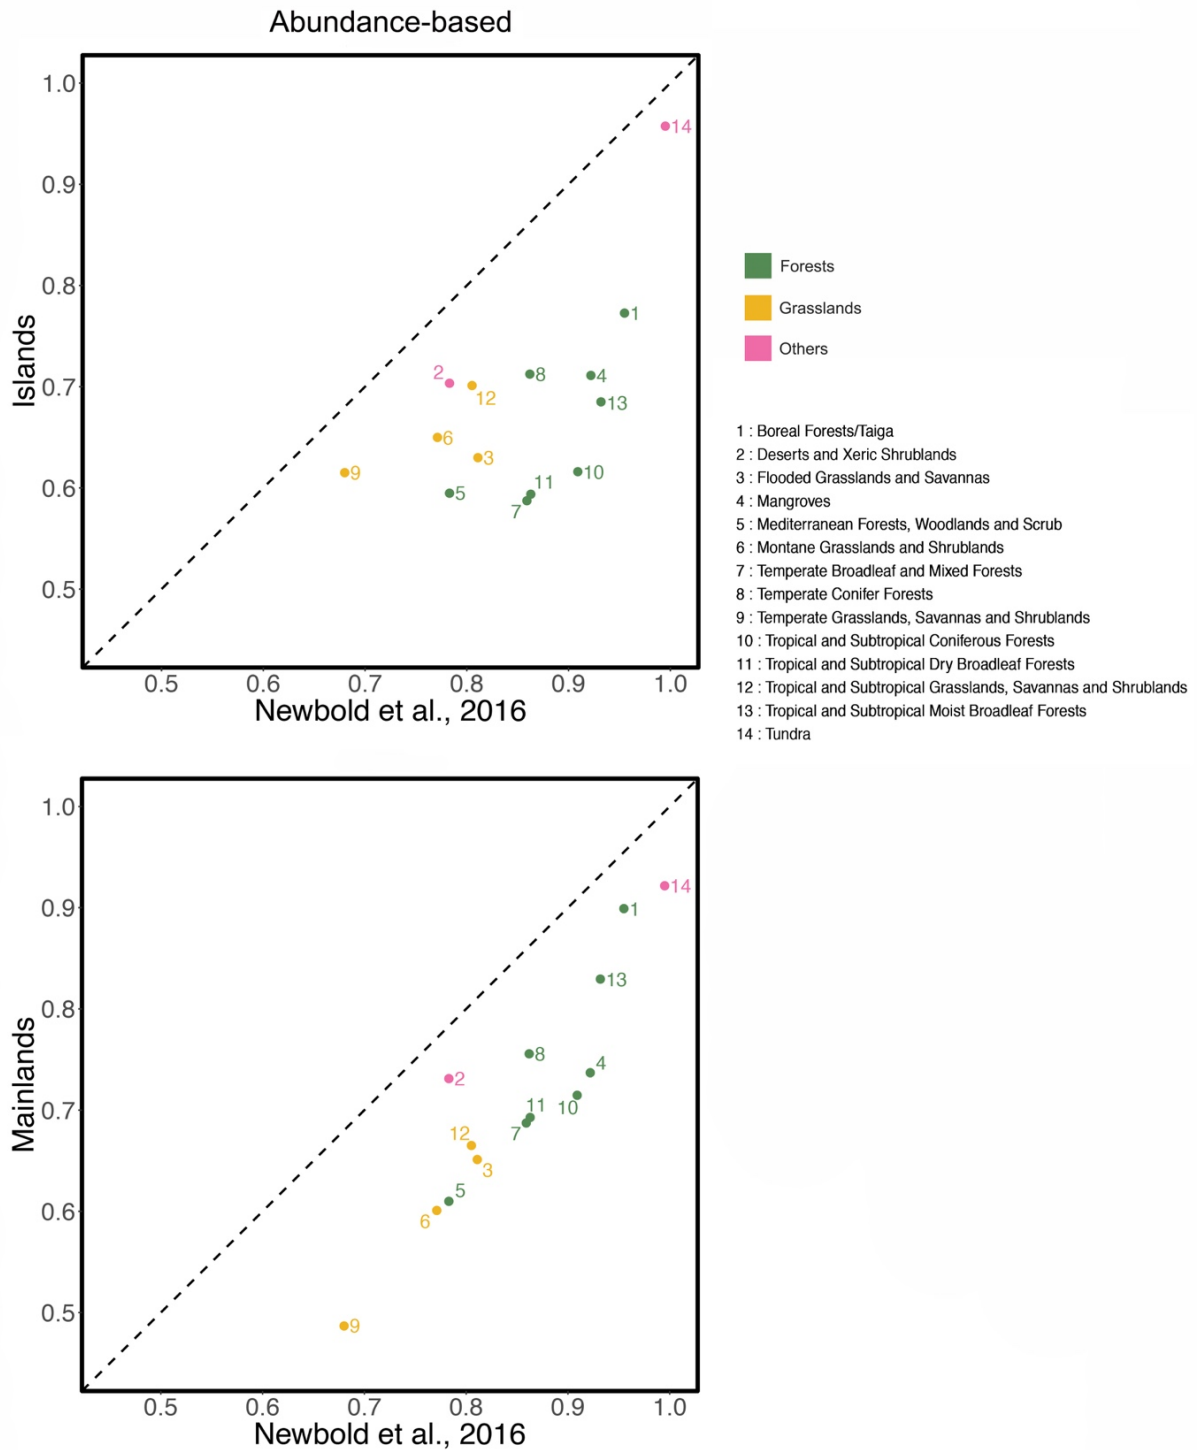 Abundance-based
1.0
0.9
0.8
0.7
0.6
0.5
Islands
14
1
2
8
4
12
13
6
3
9
5
11
10
7
0.5 0.6 0.7 0.8 0.9 1.0
Newbold et al., 2016
Forests
Grasslands
Others
1 : Boreal Forests/Taiga
2 : Deserts and Xeric Shrublands
3 : Flooded Grasslands and Savannas
4 : Mangroves
5 : Mediterranean Forests, Woodlands and Scrub
6 : Montane Grasslands and Shrublands
7 : Temperate Broadleaf and Mixed Forests
8 : Temperate Conifer Forests
9 : Temperate Grasslands, Savannas and Shrublands
10 : Tropical and Subtropical Coniferous Forests
11 : Tropical and Subtropical Dry Broadleaf Forests
12 : Tropical and Subtropical Grasslands, Savannas and Shrublands
13 : Tropical and Subtropical Moist Broadleaf Forests
14 : Tundra
1.0
0.9
0.8
0.7
0.6
0.5
Mainlands
14
1
13
8
4
2
11
10
12
7
3
5
6
9
0.5 0.6 0.7 0.8 0.9 1.0
Newbold et al., 2016